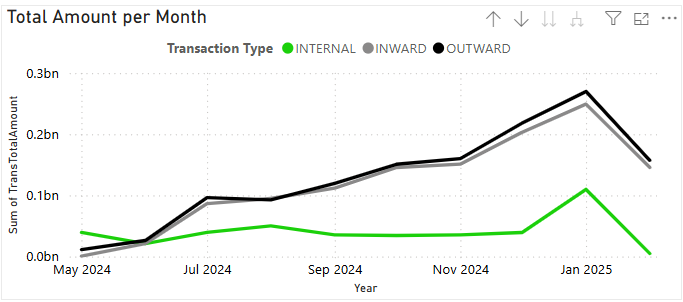 Total Amount per Month
Transaction Type INTERNAL INWARD OUTWARD
Sum of TransTotalAmount
0.3bn
0.2bn
0.1bn
0.0bn
May 2024 Jul 2024 Sep 2024 Nov 2024 Jan 2025
Year